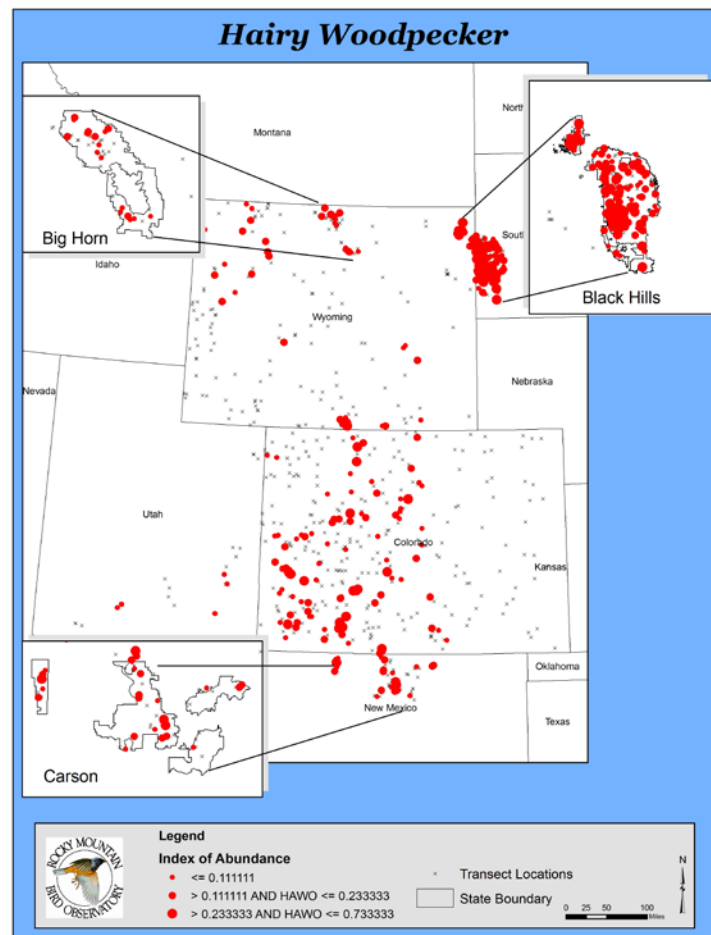 Hairy Woodpecker
Montana
North
Big Horn
Idaho
South
Black Hills
Wyoming
Nevada
Nebraska
Utah
Colorado
Kansas
Oklahoma
New Mexico
Texas
Carson
ROCKY MOUNTAIN
BIRD OBSERVATORY
Legend
Index of Abundance
<= 0.111111
> 0.111111 AND HAWO <= 0.233333
> 0.233333 AND HAWO <= 0.733333
Transect Locations
State Boundary
N
0 25 50 100
Miles